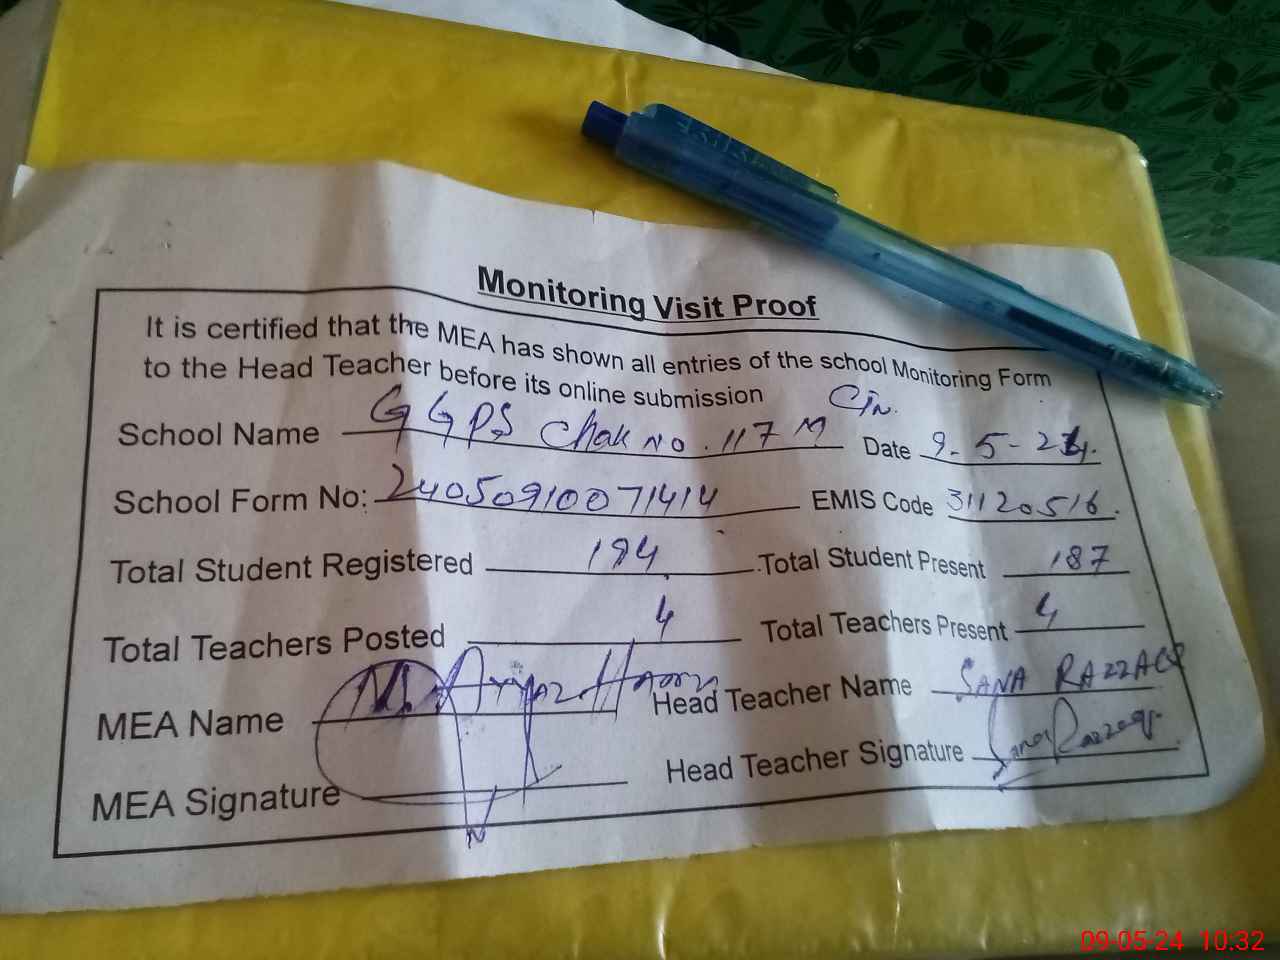 Monitoring Visit Proof
It is certified that the MEA has shown all entries of the school Monitoring Form
to the Head Teacher before its online submission
School Name GGPS Chak No. 117 M Date 9-5-24.
School Form No: 24050910071414 EMIS Code 31120516.
Total Student Registered 194 Total Student Present 187
Total Teachers Posted 4 Total Teachers Present 4
MEA Name M. Head Teacher Name SANA RAZZAQ
MEA Signature Head Teacher Signature Sana Razzaq
09-05-24 10:32